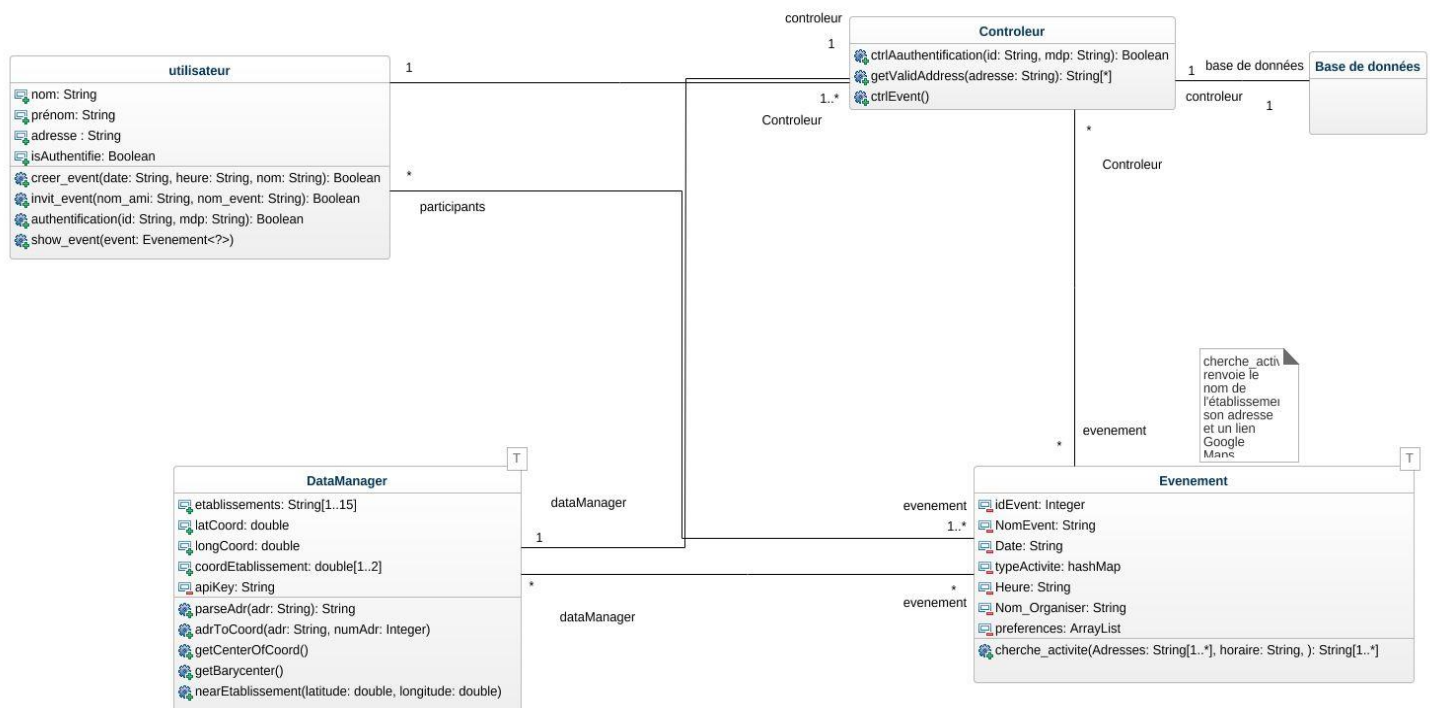 controleur
1
Controleur
ctrlAauthentification(id: String, mdp: String): Boolean
getValidAddress(adresse: String): String[*]
ctrlEvent()
1..*
Controleur
1
base de données
controleur
1
Base de données
utilisateur
1
nom: String
prénom: String
adresse : String
isAuthentifie: Boolean
creer_event(date: String, heure: String, nom: String): Boolean
invit_event(nom_ami: String, nom_event: String): Boolean
authentification(id: String, mdp: String): Boolean
show_event(event: Evenement<?>)
*
participants
*
Controleur
cherche_activ
renvoie le
nom de
l'établissemei
son adresse
et un lien
Google
Maps
evenement
*
T
DataManager
etablissements: String[1..15]
latCoord: double
longCoord: double
coordEtablissement: double[1..2]
apiKey: String
parseAdr(adr: String): String
adrToCoord(adr: String, numAdr: Integer)
getCenterOfCoord()
getBarycenter()
nearEtablissement(latitude: double, longitude: double)
dataManager
1
*
dataManager
evenement
1..*
*
evenement
T
Evenement
idEvent: Integer
NomEvent: String
Date: String
typeActivite: hashMap
Heure: String
Nom_Organiser: String
preferences: ArrayList
cherche_activite(Adresses: String[1..*], horaire: String, ): String[1..*]